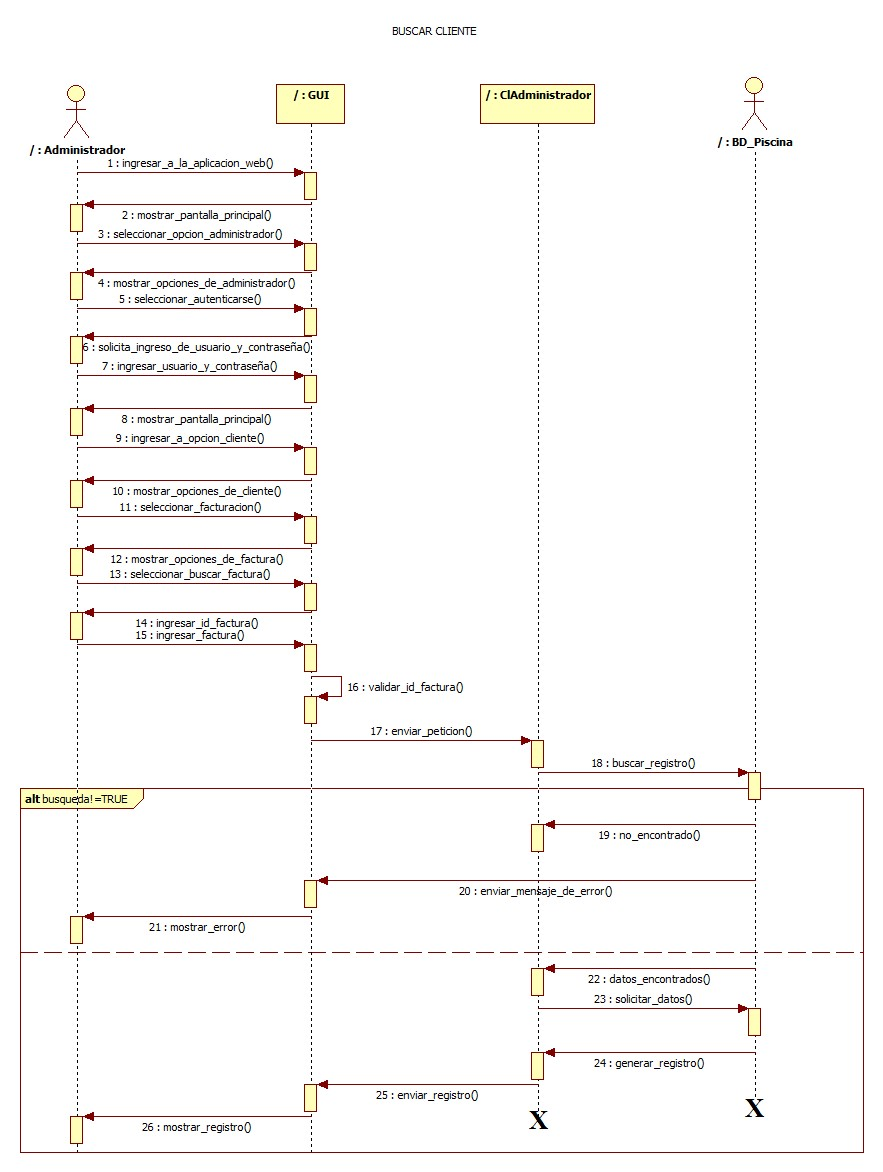 BUSCAR CLIENTE
/ : Administrador
/ : GUI
/ : ClAdministrador
/ : BD_Piscina
1 : ingresar_a_la_aplicacion_web()
2 : mostrar_pantalla_principal()
3 : seleccionar_opcion_administrador()
4 : mostrar_opciones_de_administrador()
5 : seleccionar_autenticarse()
6 : solicita_ingreso_de_usuario_y_contraseña()
7 : ingresar_usuario_y_contraseña()
8 : mostrar_pantalla_principal()
9 : ingresar_a_opcion_cliente()
10 : mostrar_opciones_de_cliente()
11 : seleccionar_facturacion()
12 : mostrar_opciones_de_factura()
13 : seleccionar_buscar_factura()
14 : ingresar_id_factura()
15 : ingresar_factura()
16 : validar_id_factura()
17 : enviar_peticion()
18 : buscar_registro()
alt busqueda!=TRUE
19 : no_encontrado()
20 : enviar_mensaje_de_error()
21 : mostrar_error()
22 : datos_encontrados()
23 : solicitar_datos()
24 : generar_registro()
25 : enviar_registro()
26 : mostrar_registro()
X
X